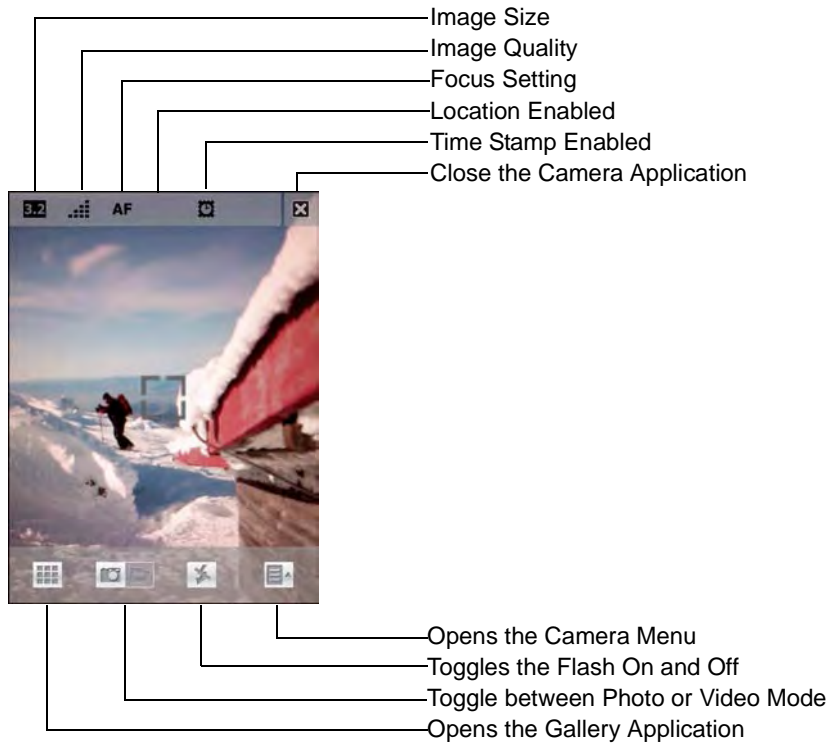 Image Size
Image Quality
Focus Setting
Location Enabled
Time Stamp Enabled
Close the Camera Application
3.2 AF
Opens the Camera Menu
Toggles the Flash On and Off
Toggle between Photo or Video Mode
Opens the Gallery Application